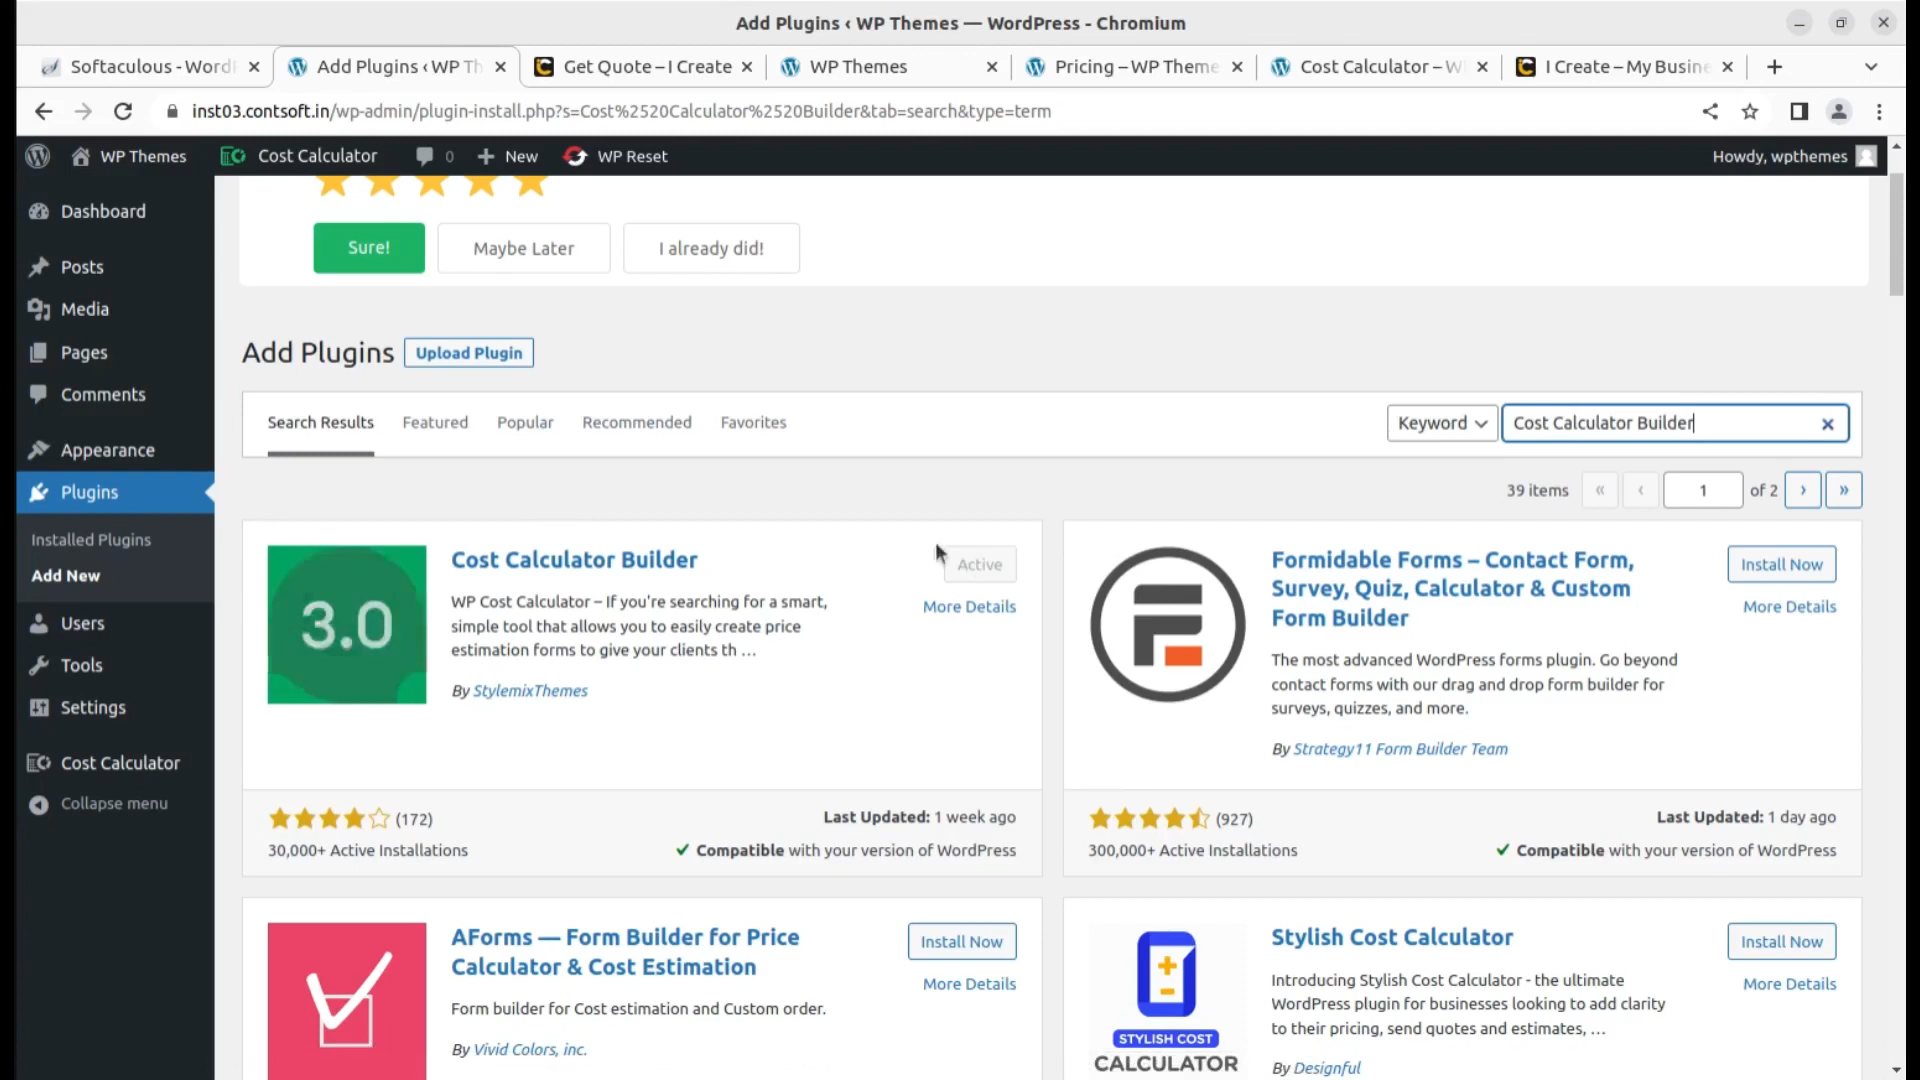 Add Plugins ‹ WP Themes — WordPress - Chromium
Softaculous - Word
Add Plugins ‹ WP Th
Get Quote – I Create
WP Themes
Pricing – WP Theme
Cost Calculator – W
I Create – My Busin
inst03.contsoft.in/wp-admin/plugin-install.php?s=Cost%2520Calculator%2520Builder&tab=search&type=term
WP Themes
Cost Calculator
0
New
WP Reset
Howdy, wpthemes
Dashboard
Posts
Media
Pages
Comments
Appearance
Plugins
Installed Plugins
Add New
Users
Tools
Settings
Cost Calculator
Collapse menu
Sure!
Maybe Later
I already did!
Add Plugins
Upload Plugin
Search Results
Featured
Popular
Recommended
Favorites
Keyword
Cost Calculator Builder
39 items
«
‹
1
of 2
›
»
3.0
Cost Calculator Builder
Active
More Details
WP Cost Calculator – If you're searching for a smart,
simple tool that allows you to easily create price
estimation forms to give your clients th …
By StylemixThemes
(172)
30,000+ Active Installations
Last Updated: 1 week ago
Compatible with your version of WordPress
Formidable Forms – Contact Form,
Survey, Quiz, Calculator & Custom
Form Builder
Install Now
More Details
The most advanced WordPress forms plugin. Go beyond
contact forms with our drag and drop form builder for
surveys, quizzes, and more.
By Strategy11 Form Builder Team
(927)
300,000+ Active Installations
Last Updated: 1 day ago
Compatible with your version of WordPress
AForms — Form Builder for Price
Calculator & Cost Estimation
Install Now
More Details
Form builder for Cost estimation and Custom order.
By Vivid Colors, inc.
STYLISH COST
CALCULATOR
Stylish Cost Calculator
Install Now
More Details
Introducing Stylish Cost Calculator - the ultimate
WordPress plugin for businesses looking to add clarity
to their pricing, send quotes and estimates, …
By Designful